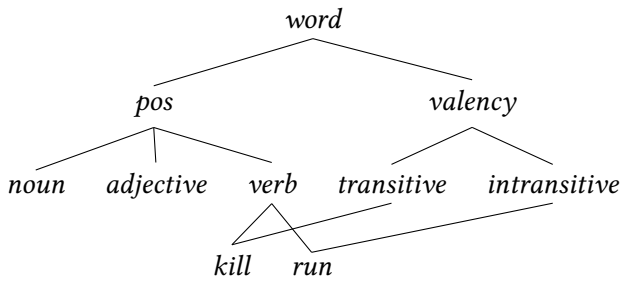 word
pos valency
noun adjective verb transitive intransitive
kill run